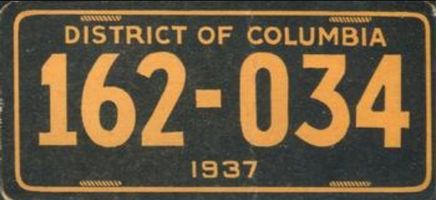 DISTRICT OF COLUMBIA
162-034
1937